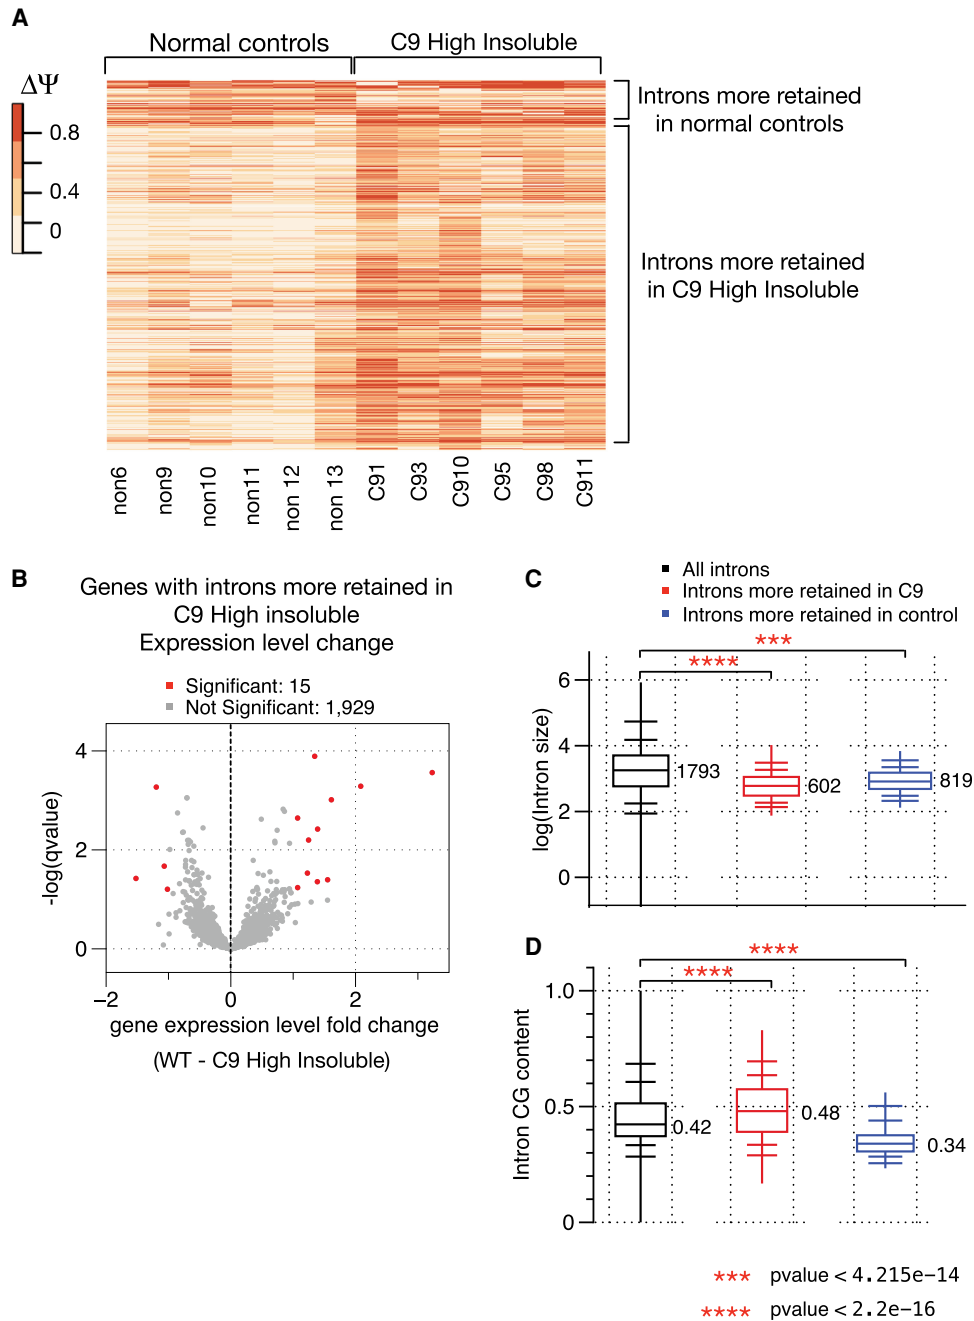 A
Normal controls
C9 High Insoluble
ΔΨ
0.8
0.4
0
Introns more retained
in normal controls
Introns more retained
in C9 High Insoluble
non6
non9
non10
non11
non 12
non 13
C91
C93
C910
C95
C98
C911
B
Genes with introns more retained in
C9 High insoluble
Expression level change
Significant: 15
Not Significant: 1,929
4
2
0
-log(qvalue)
−2
0
2
gene expression level fold change
(WT - C9 High Insoluble)
C
All introns
Introns more retained in C9
Introns more retained in control
***
****
6
4
2
0
log(Intron size)
1793
602
819
D
****
****
1.0
0.5
0
Intron CG content
0.42
0.48
0.34
*** pvalue < 4.215e−14
**** pvalue < 2.2e−16